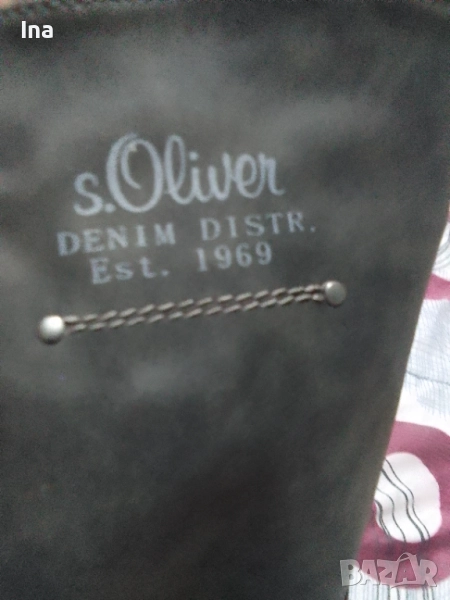 Ina
s.Oliver
DENIM DISTR.
Est. 1969
BAZAR